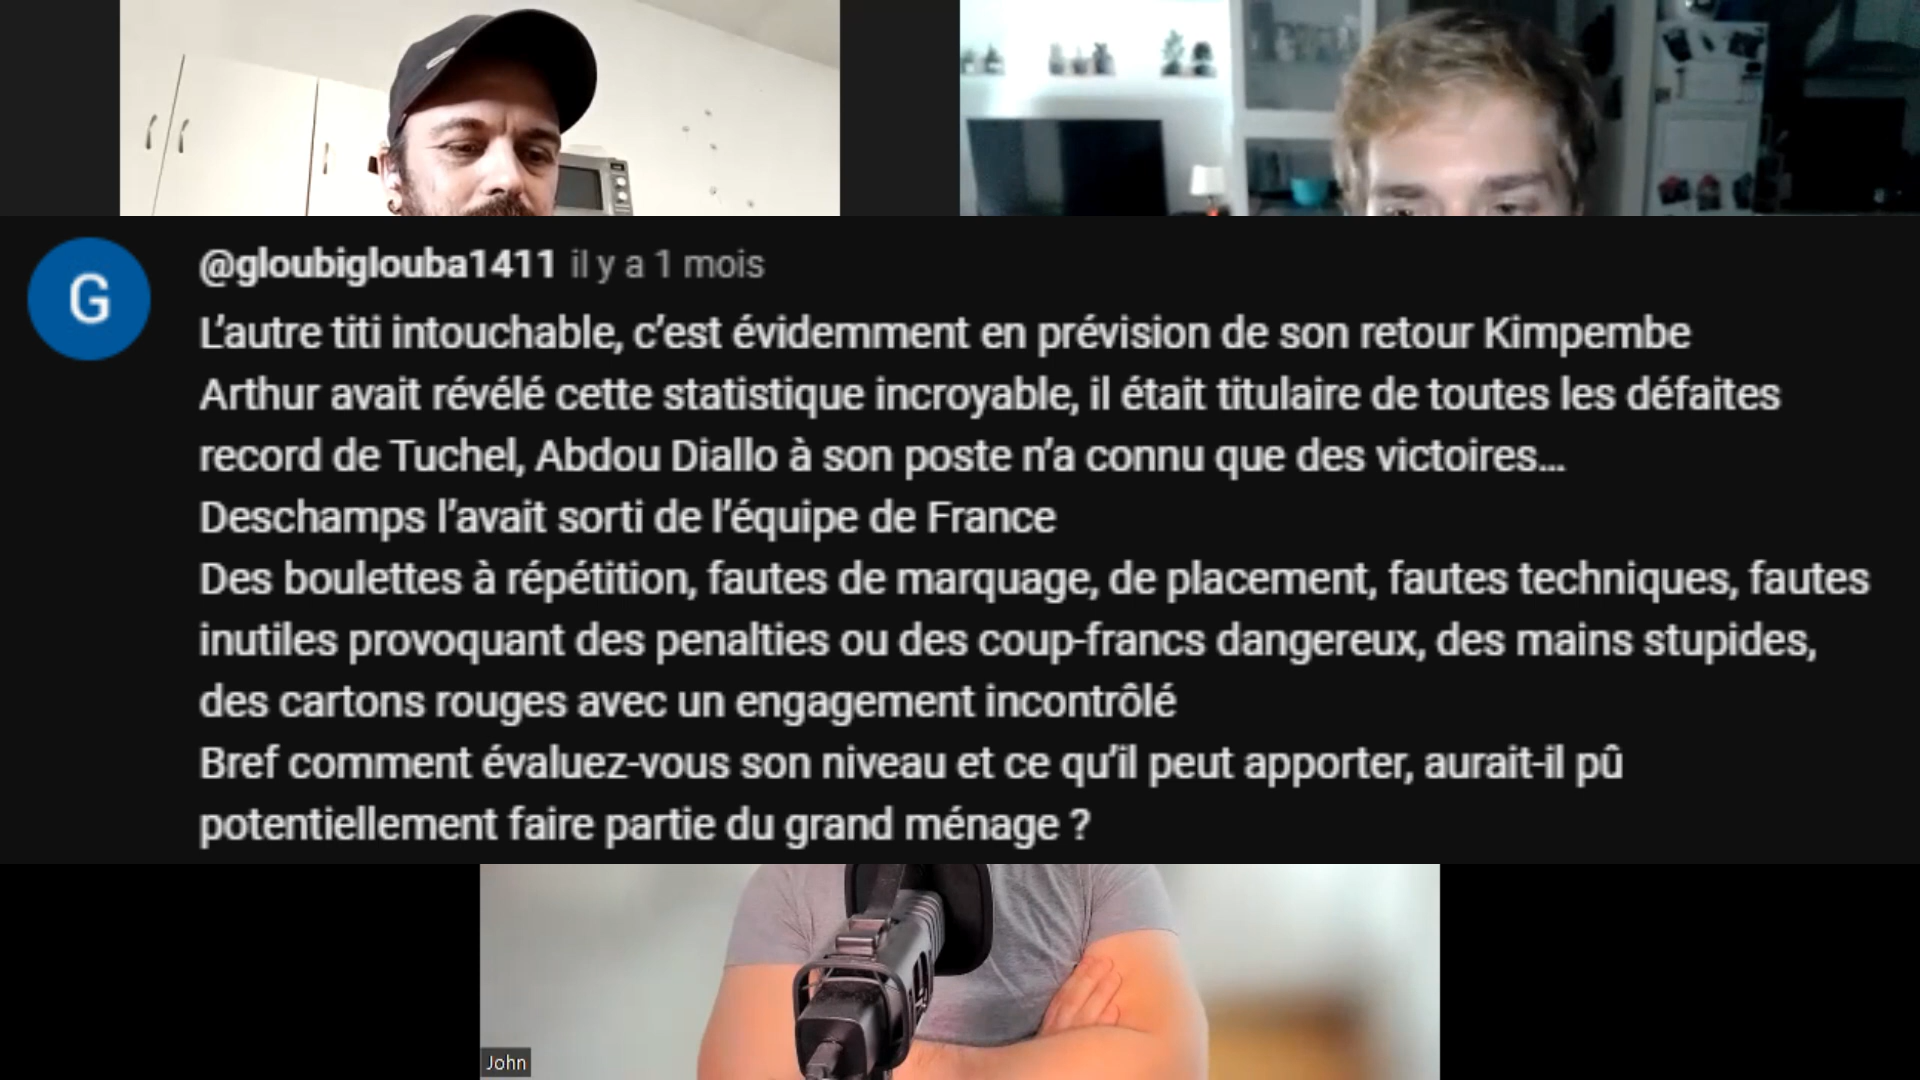 G
@gloubiglouba1411 il y a 1 mois
L’autre titi intouchable, c’est évidemment en prévision de son retour Kimpembe
Arthur avait révélé cette statistique incroyable, il était titulaire de toutes les défaites
record de Tuchel, Abdou Diallo à son poste n’a connu que des victoires…
Deschamps l’avait sorti de l’équipe de France
Des boulettes à répétition, fautes de marquage, de placement, fautes techniques, fautes
inutiles provoquant des penalties ou des coup-francs dangereux, des mains stupides,
des cartons rouges avec un engagement incontrôlé
Bref comment évaluez-vous son niveau et ce qu’il peut apporter, aurait-il pû
potentiellement faire partie du grand ménage ?
John